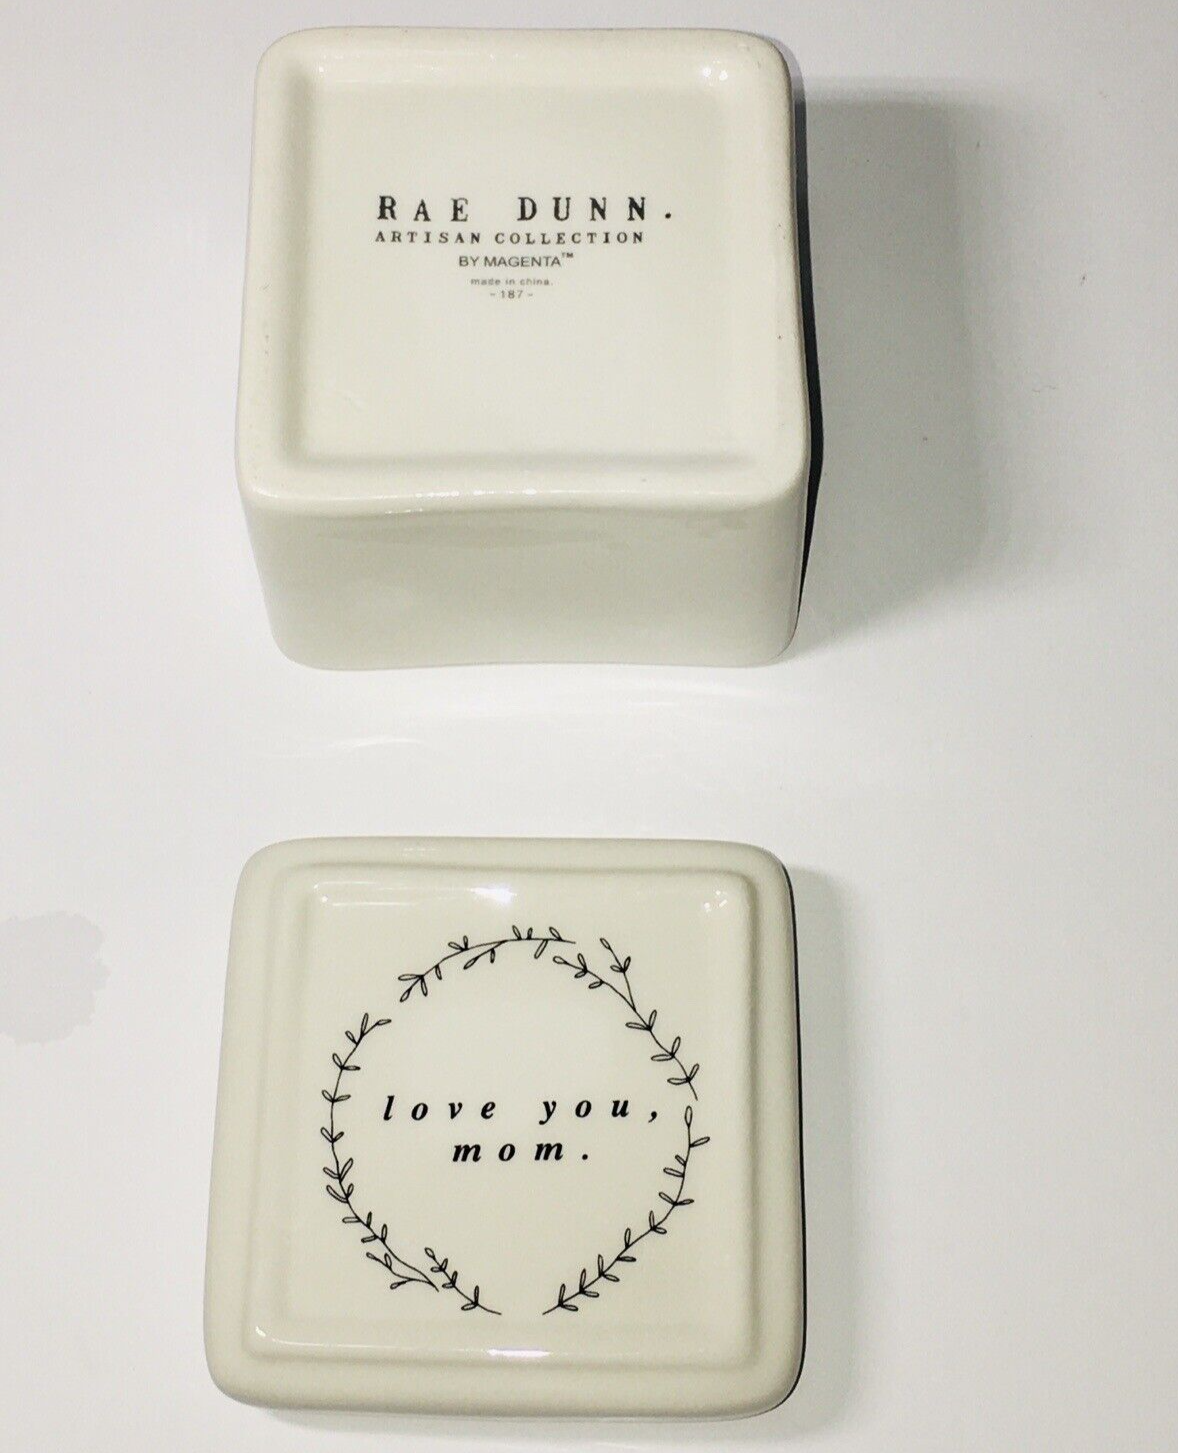 RAE DUNN.
ARTISAN COLLECTION
BY MAGENTA™
made in china.
- 187 -
love you,
mom.